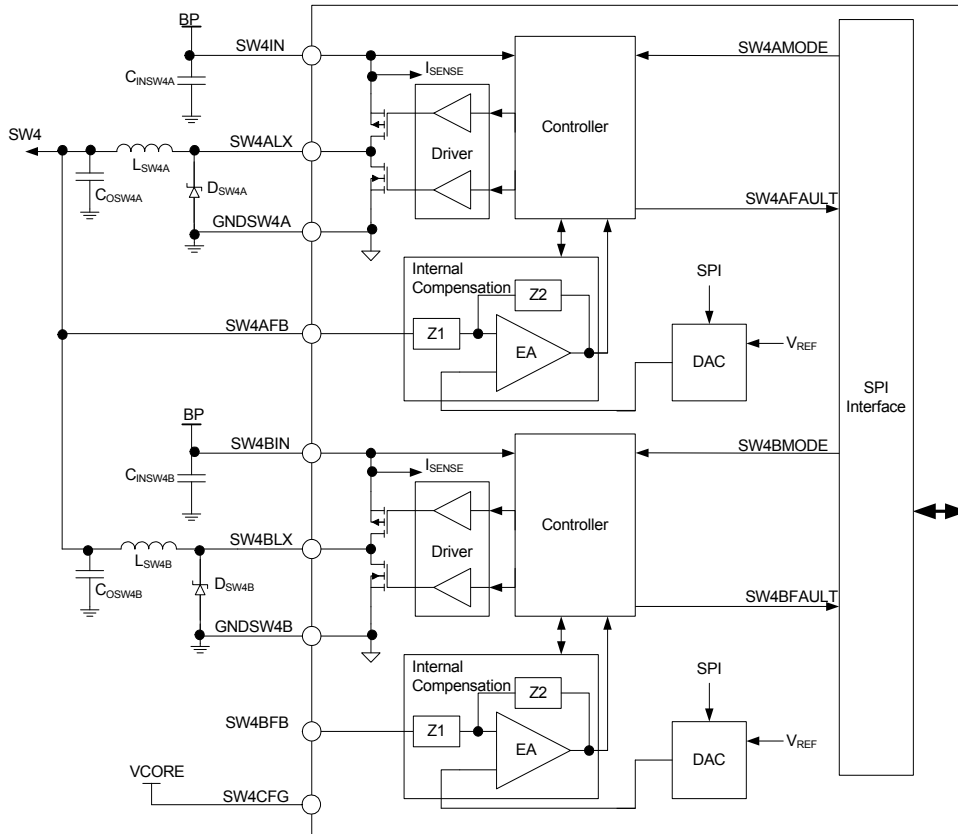 BP
SW4IN
SW4AMODE
CINSW4A
ISENSE
Controller
SW4
SW4ALX
LSW4A
Driver
DSW4A
COSW4A
SW4AFAULT
GNDSW4A
Internal
Compensation
Z2
SPI
SW4AFB
Z1
EA
VREF
DAC
SPI
Interface
BP
SW4BIN
SW4BMODE
CINSW4B
ISENSE
Controller
SW4BLX
LSW4B
Driver
DSW4B
COSW4B
SW4BFAULT
GNDSW4B
Internal
Compensation
Z2
SPI
SW4BFB
Z1
EA
VREF
DAC
VCORE
SW4CFG